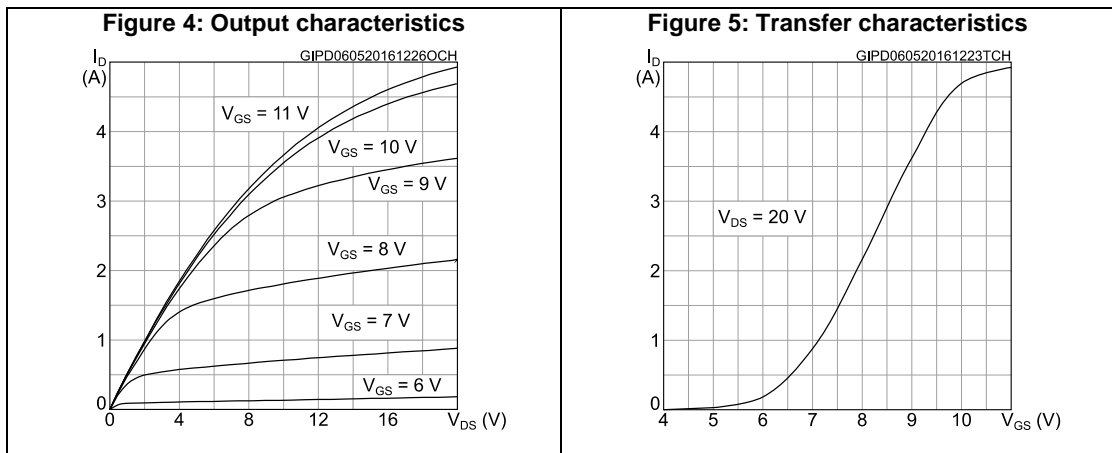 Figure 4: Output characteristics
GIPD060520161226OCH
I_D
(A)
4
3
2
1
0
V_GS = 11 V
V_GS = 10 V
V_GS = 9 V
V_GS = 8 V
V_GS = 7 V
V_GS = 6 V
0 4 8 12 16 V_DS (V)
Figure 5: Transfer characteristics
GIPD060520161223TCH
I_D
(A)
4
3
2
1
0
V_DS = 20 V
4 5 6 7 8 9 10 V_GS (V)